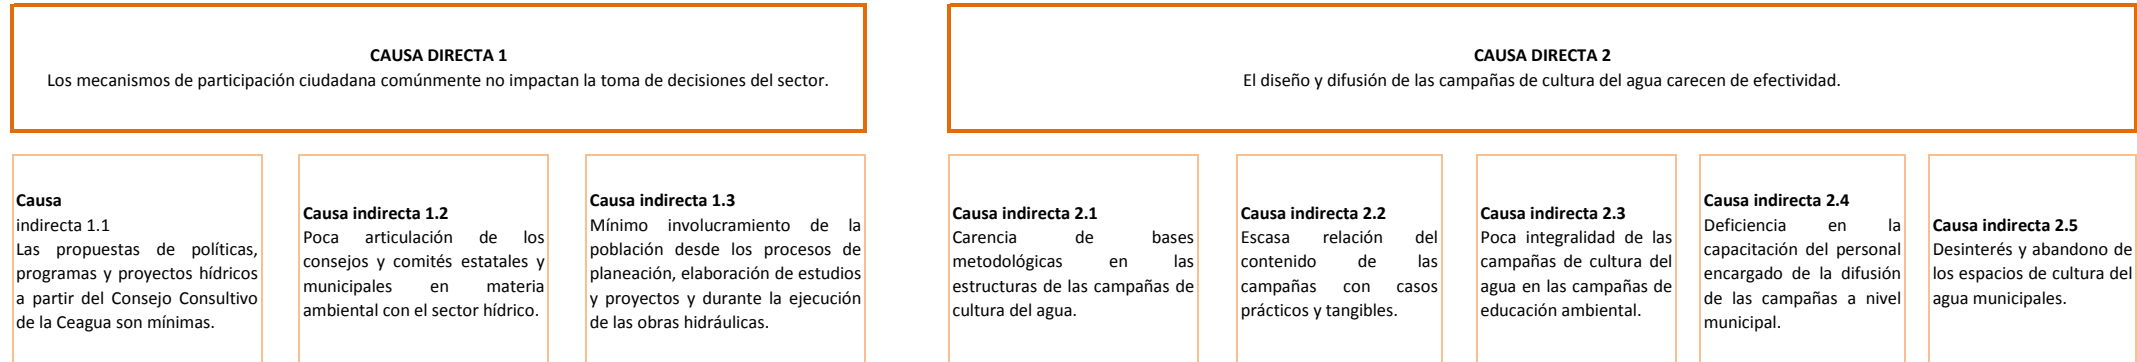 CAUSA DIRECTA 1
Los mecanismos de participación ciudadana comúnmente no impactan la toma de decisiones del sector.
CAUSA DIRECTA 2
El diseño y difusión de las campañas de cultura del agua carecen de efectividad.
Causa
indirecta 1.1
Las propuestas de políticas,
programas y proyectos hídricos
a partir del Consejo Consultivo
de la Ceagua son mínimas.
Causa indirecta 1.2
Poca articulación de los
consejos y comités estatales y
municipales en materia
ambiental con el sector hídrico.
Causa indirecta 1.3
Mínimo involucramiento de la
población desde los procesos de
planeación, elaboración de estudios
y proyectos y durante la ejecución
de las obras hidráulicas.
Causa indirecta 2.1
Carencia de bases
metodológicas en las
estructuras de las campañas de
cultura del agua.
Causa indirecta 2.2
Escasa relación del
contenido de las
campañas con casos
prácticos y tangibles.
Causa indirecta 2.3
Poca integralidad de las
campañas de cultura del
agua en las campañas de
educación ambiental.
Causa indirecta 2.4
Deficiencia en la
capacitación del personal
encargado de la difusión
de las campañas a nivel
municipal.
Causa indirecta 2.5
Desinterés y abandono de
los espacios de cultura del
agua municipales.